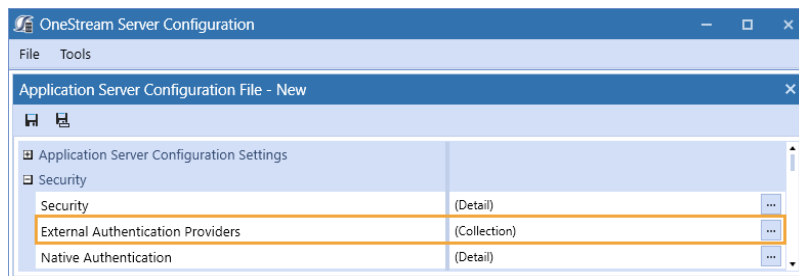 OneStream Server Configuration
File Tools
Application Server Configuration File - New
Application Server Configuration Settings
Security
Security (Detail) ...
External Authentication Providers (Collection) ...
Native Authentication (Detail) ...